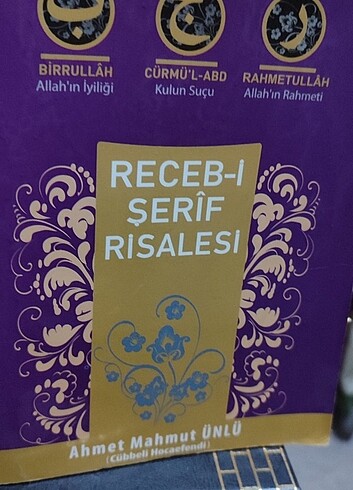 ب ج ر
BİRRULLÂH CÜRMÜ'L-ABD RAHMETULLÂH
Allah'ın İyiliği Kulun Suçu Allah'ın Rahmeti
RECEB-İ
ŞERÎF
RİSALESİ
Ahmet Mahmut ÜNLÜ
(Cübbeli Hocaefendi)